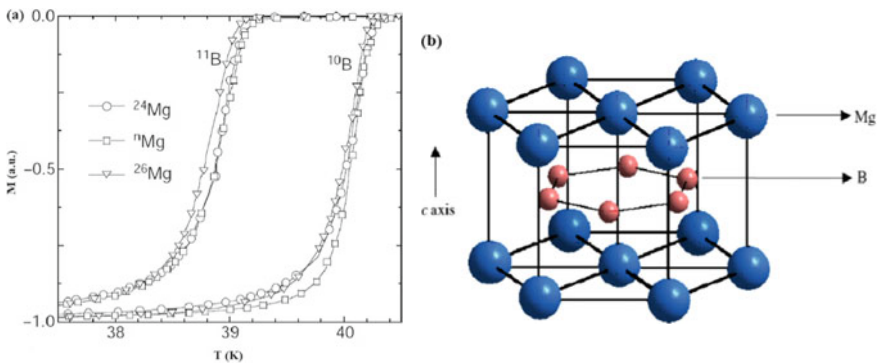 (a)
0.0
-0.5
-1.0
M (a.u.)
¹¹B
¹⁰B
²⁴Mg
ⁿMg
²⁶Mg
38
39
40
T (K)
(b)
Mg
B
c axis